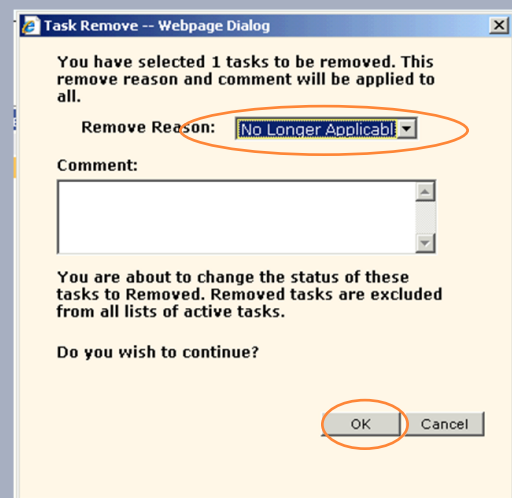 Task Remove -- Webpage Dialog
You have selected 1 tasks to be removed. This
remove reason and comment will be applied to
all.
Remove Reason: No Longer Applicabl
Comment:
You are about to change the status of these
tasks to Removed. Removed tasks are excluded
from all lists of active tasks.
Do you wish to continue?
OK Cancel